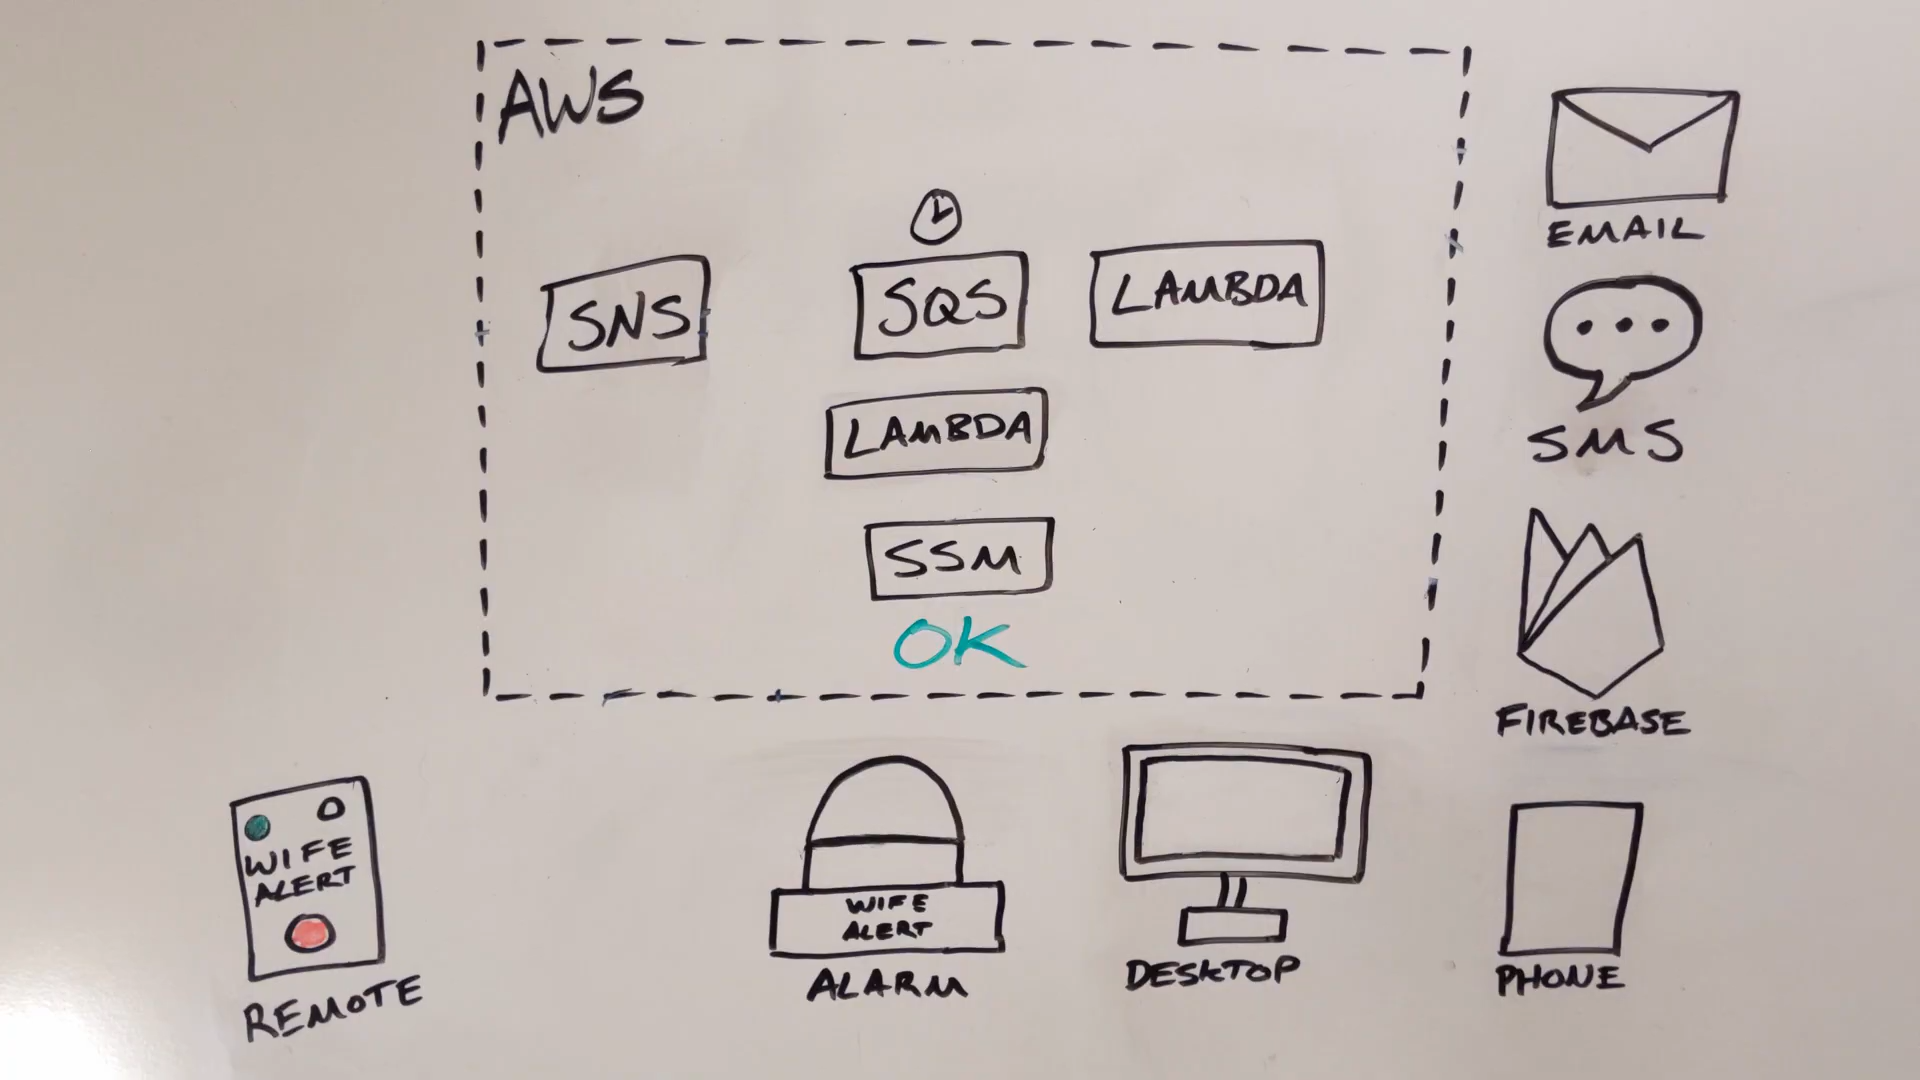 AWS
SNS
SQS
LAMBDA
LAMBDA
SSM
OK
EMAIL
SMS
FIREBASE
WIFE
ALERT
REMOTE
WIFE
ALERT
ALARM
DESKTOP
PHONE